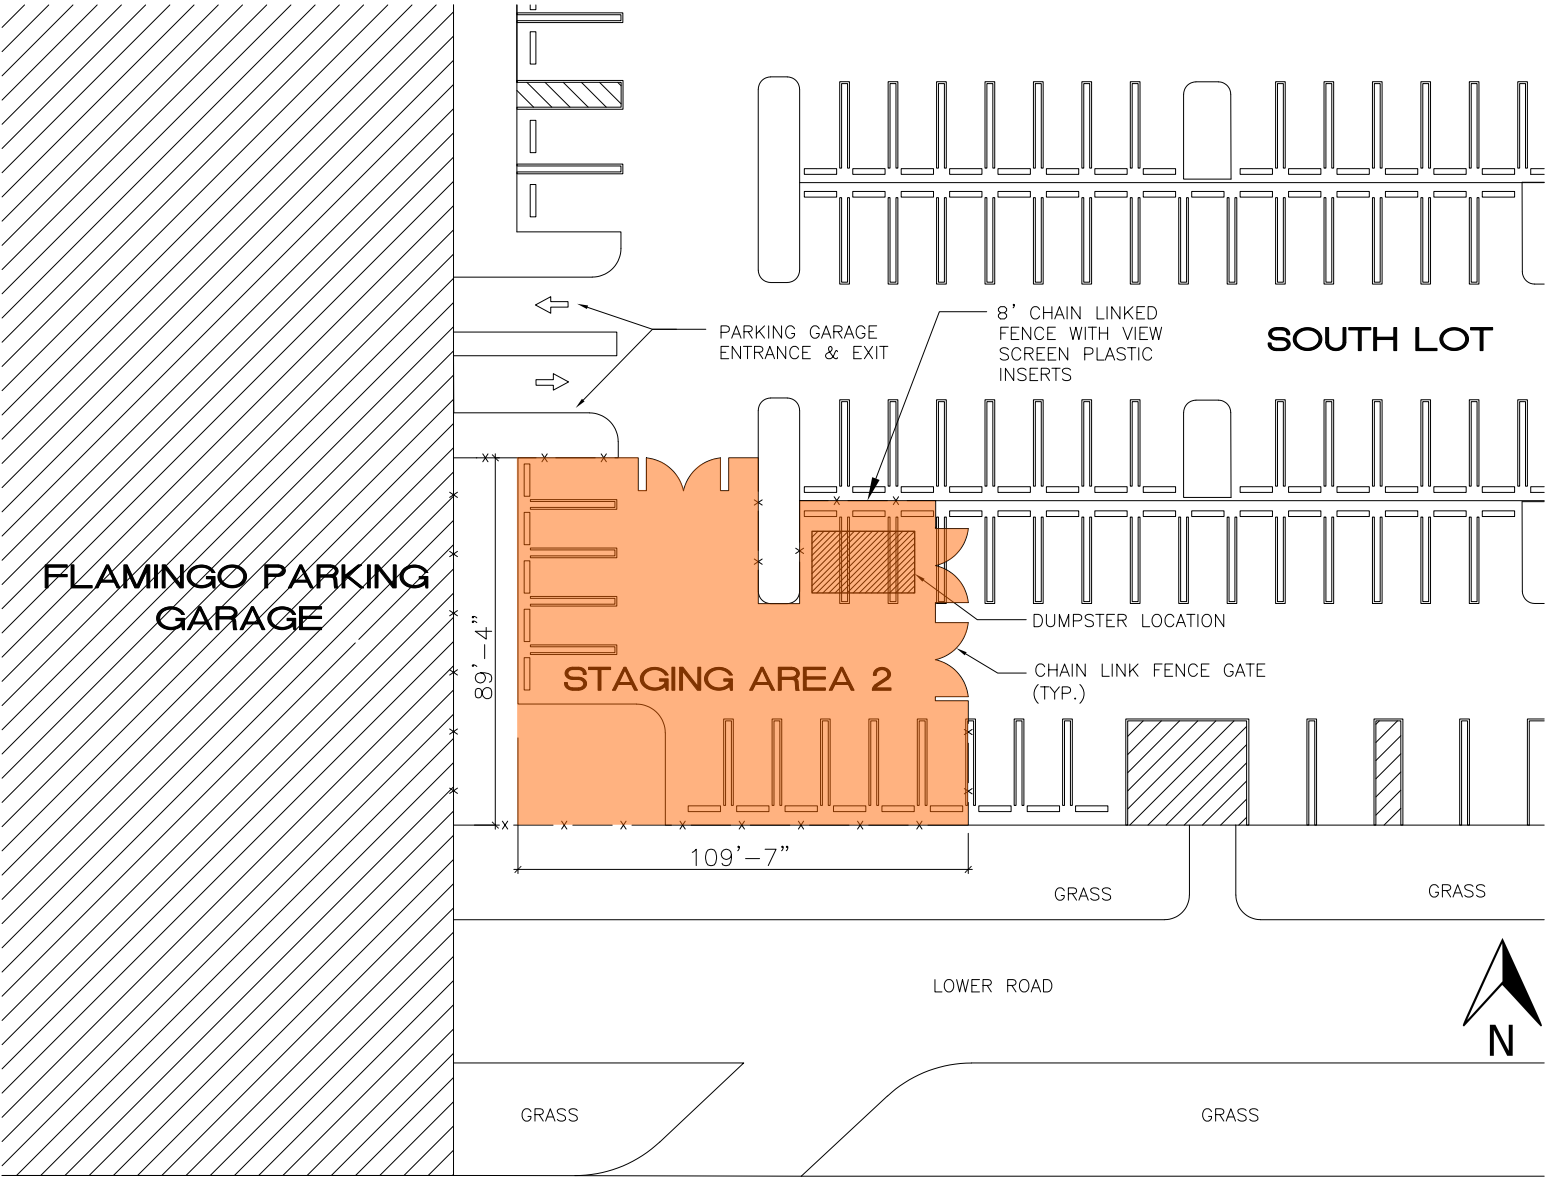 PARKING GARAGE
ENTRANCE & EXIT
8' CHAIN LINKED
FENCE WITH VIEW
SCREEN PLASTIC
INSERTS
SOUTH LOT
FLAMINGO PARKING
GARAGE
89'-4"
STAGING AREA 2
DUMPSTER LOCATION
CHAIN LINK FENCE GATE
(TYP.)
109'-7"
GRASS
GRASS
LOWER ROAD
N
GRASS
GRASS